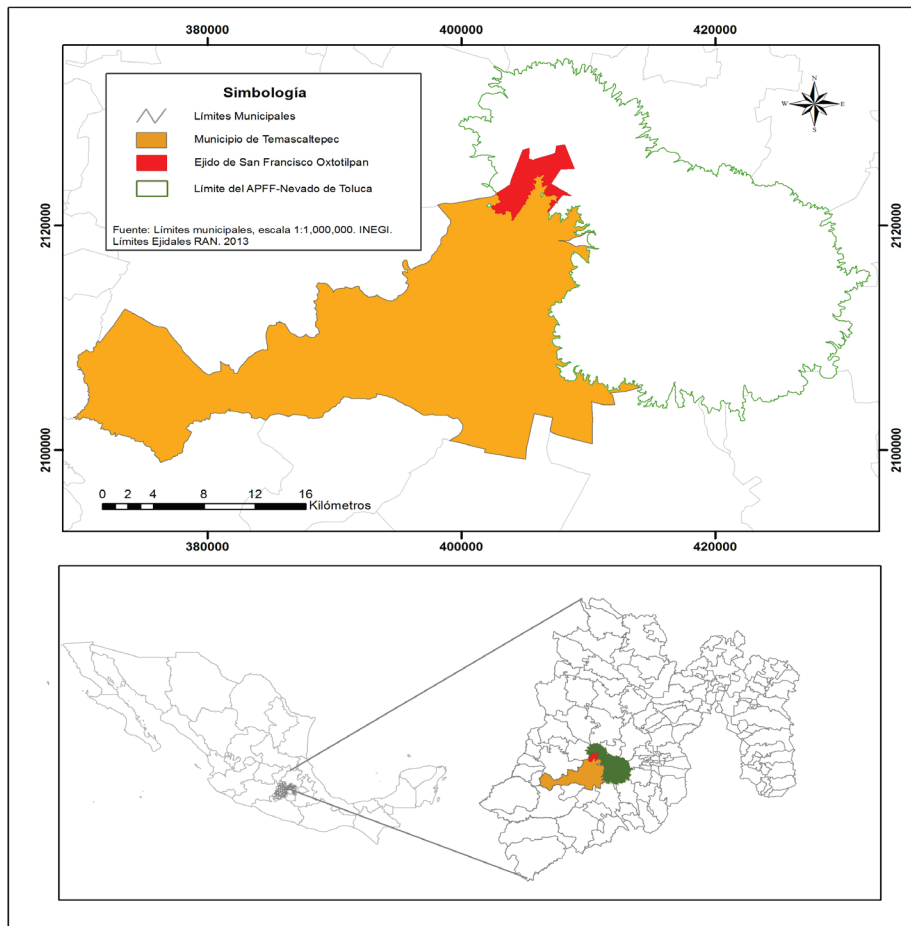 380000
400000
420000
Simbología
Límites Municipales
Municipio de Temascaltepec
Ejido de San Francisco Oxtotilpan
Límite del APFF-Nevado de Toluca
Fuente: Límites municipales, escala 1:1,000,000. INEGI.
Límites Ejidales RAN. 2013
N
W
E
S
2120000
2120000
2100000
2100000
0 2 4 8 12 16
Kilómetros
380000
400000
420000